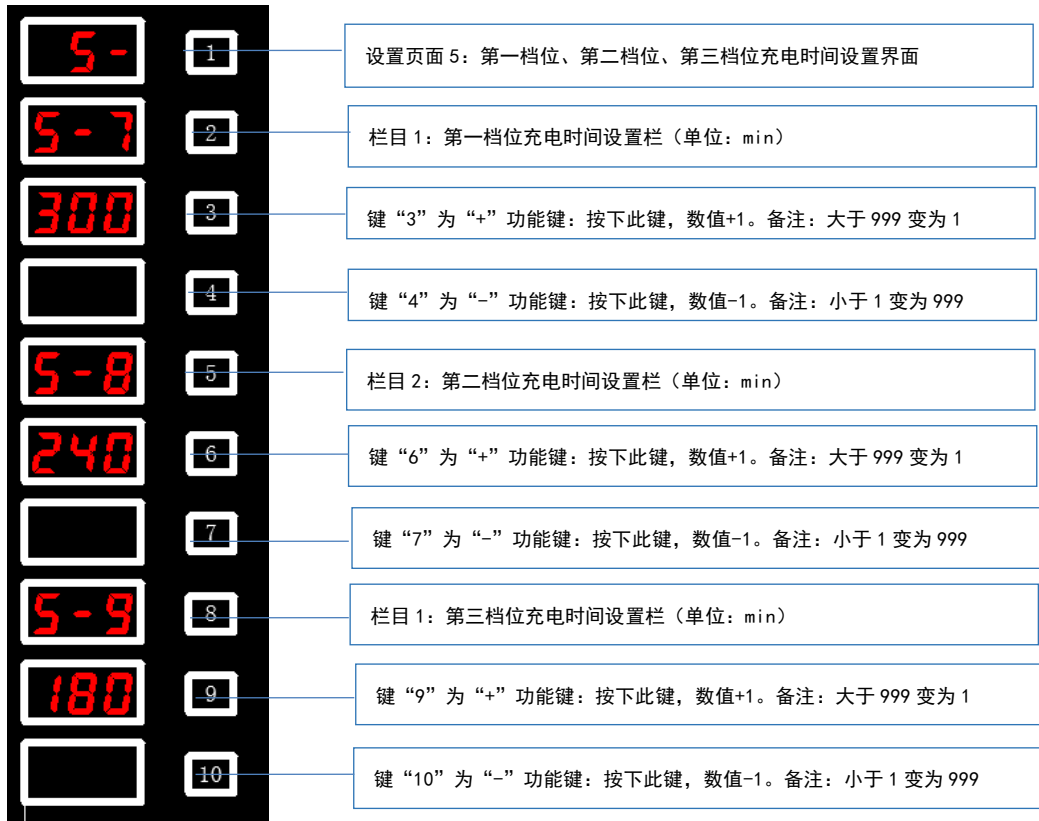 5-
1
设置页面 5：第一档位、第二档位、第三档位充电时间设置界面
5-7
2
栏目 1：第一档位充电时间设置栏（单位：min）
300
3
键“3”为“+”功能键：按下此键，数值+1。备注：大于 999 变为 1
4
键“4”为“-”功能键：按下此键，数值-1。备注：小于 1 变为 999
5-8
5
栏目 2：第二档位充电时间设置栏（单位：min）
240
6
键“6”为“+”功能键：按下此键，数值+1。备注：大于 999 变为 1
7
键“7”为“-”功能键：按下此键，数值-1。备注：小于 1 变为 999
5-9
8
栏目 1：第三档位充电时间设置栏（单位：min）
180
9
键“9”为“+”功能键：按下此键，数值+1。备注：大于 999 变为 1
10
键“10”为“-”功能键：按下此键，数值-1。备注：小于 1 变为 999